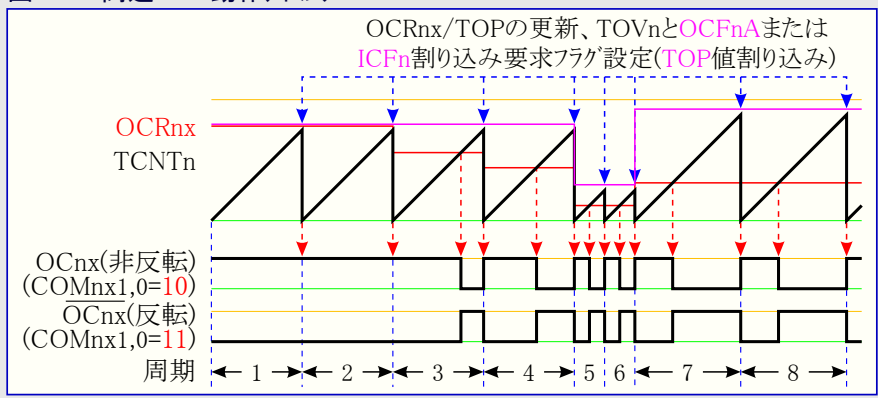 OCRnx/TOPの更新、TOVnとOCFnAまたは
ICFn割り込み要求フラグ設定(TOP値割り込み)
OCRnx
TCNTn
OCnx(非反転)
(COMnx1,0=10)
OCnx(反転)
(COMnx1,0=11)
周期 1 2 3 4 5 6 7 8